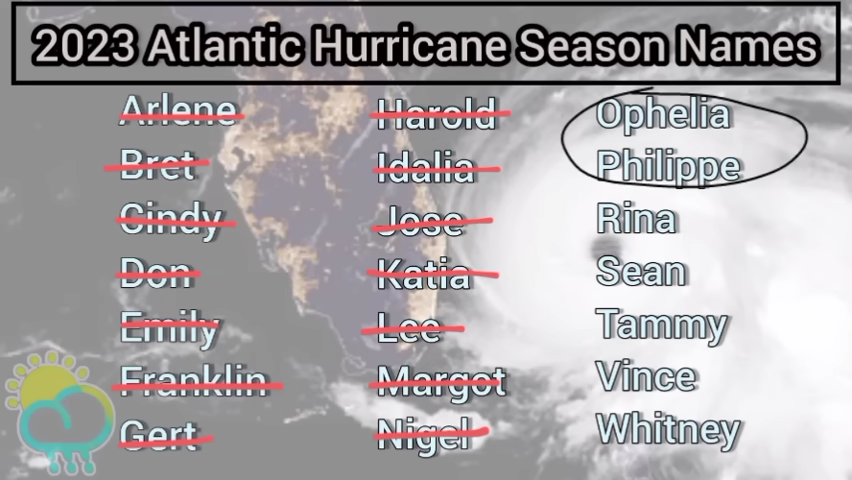 2023 Atlantic Hurricane Season Names
Arlene
Bret
Cindy
Don
Emily
Franklin
Gert
Harold
Idalia
Jose
Katia
Lee
Margot
Nigel
Ophelia
Philippe
Rina
Sean
Tammy
Vince
Whitney